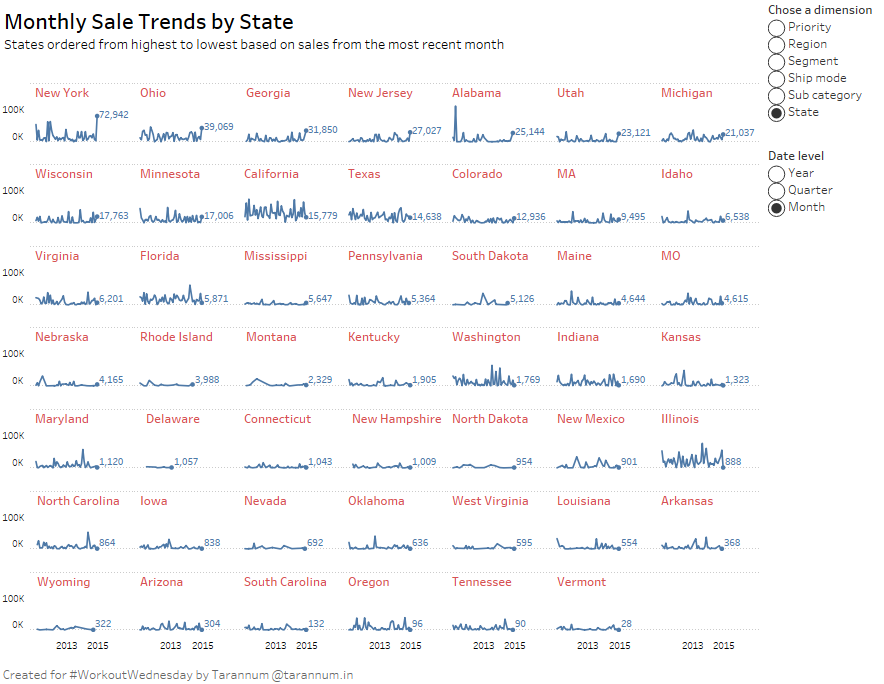 Monthly Sale Trends by State
States ordered from highest to lowest based on sales from the most recent month
Chose a dimension
Priority
Region
Segment
Ship mode
Sub category
State
Date level
Year
Quarter
Month
New York Ohio Georgia New Jersey Alabama Utah Michigan
100K
0K
72,942 39,069 31,850 27,027 25,144 23,121 21,037
Wisconsin Minnesota California Texas Colorado MA Idaho
100K
0K
17,763 17,006 15,779 14,638 12,936 9,495 6,538
Virginia Florida Mississippi Pennsylvania South Dakota Maine MO
100K
0K
6,201 5,871 5,647 5,364 5,126 4,644 4,615
Nebraska Rhode Island Montana Kentucky Washington Indiana Kansas
100K
0K
4,165 3,988 2,329 1,905 1,769 1,690 1,323
Maryland Delaware Connecticut New Hampshire North Dakota New Mexico Illinois
100K
0K
1,120 1,057 1,043 1,009 954 901 888
North Carolina Iowa Nevada Oklahoma West Virginia Louisiana Arkansas
100K
0K
864 838 692 636 595 554 368
Wyoming Arizona South Carolina Oregon Tennessee Vermont
100K
0K
322 304 132 96 90 28
2013 2015 2013 2015 2013 2015 2013 2015 2013 2015 2013 2015 2013 2015
Created for #WorkoutWednesday by Tarannum @tarannum.in